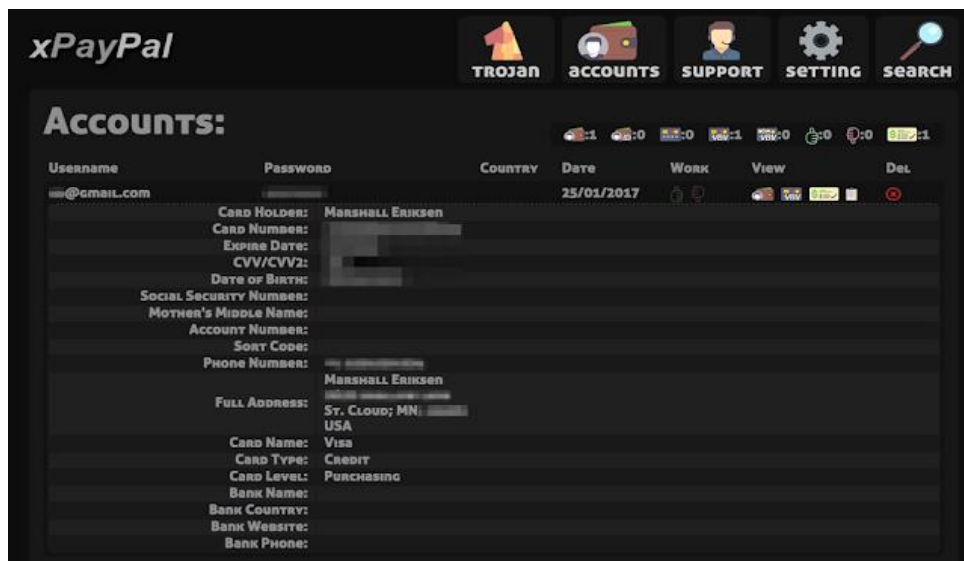 xPayPal
Trojan accounts support setting search
Accounts:
:1 :0 :0 :1 :0 :0 :0 :1
Username Password Country Date Work View Del
@gmail.com 25/01/2017
Card Holder: Marshall Eriksen
Card Number:
Expire Date:
CVV/CVV2:
Date of Birth:
Social Security Number:
Mother's Middle Name:
Account Number:
Sort Code:
Phone Number:
Full Address: Marshall Eriksen
St. Cloud; MN
USA
Card Name: Visa
Card Type: Credit
Card Level: Purchasing
Bank Name:
Bank Country:
Bank Website:
Bank Phone: